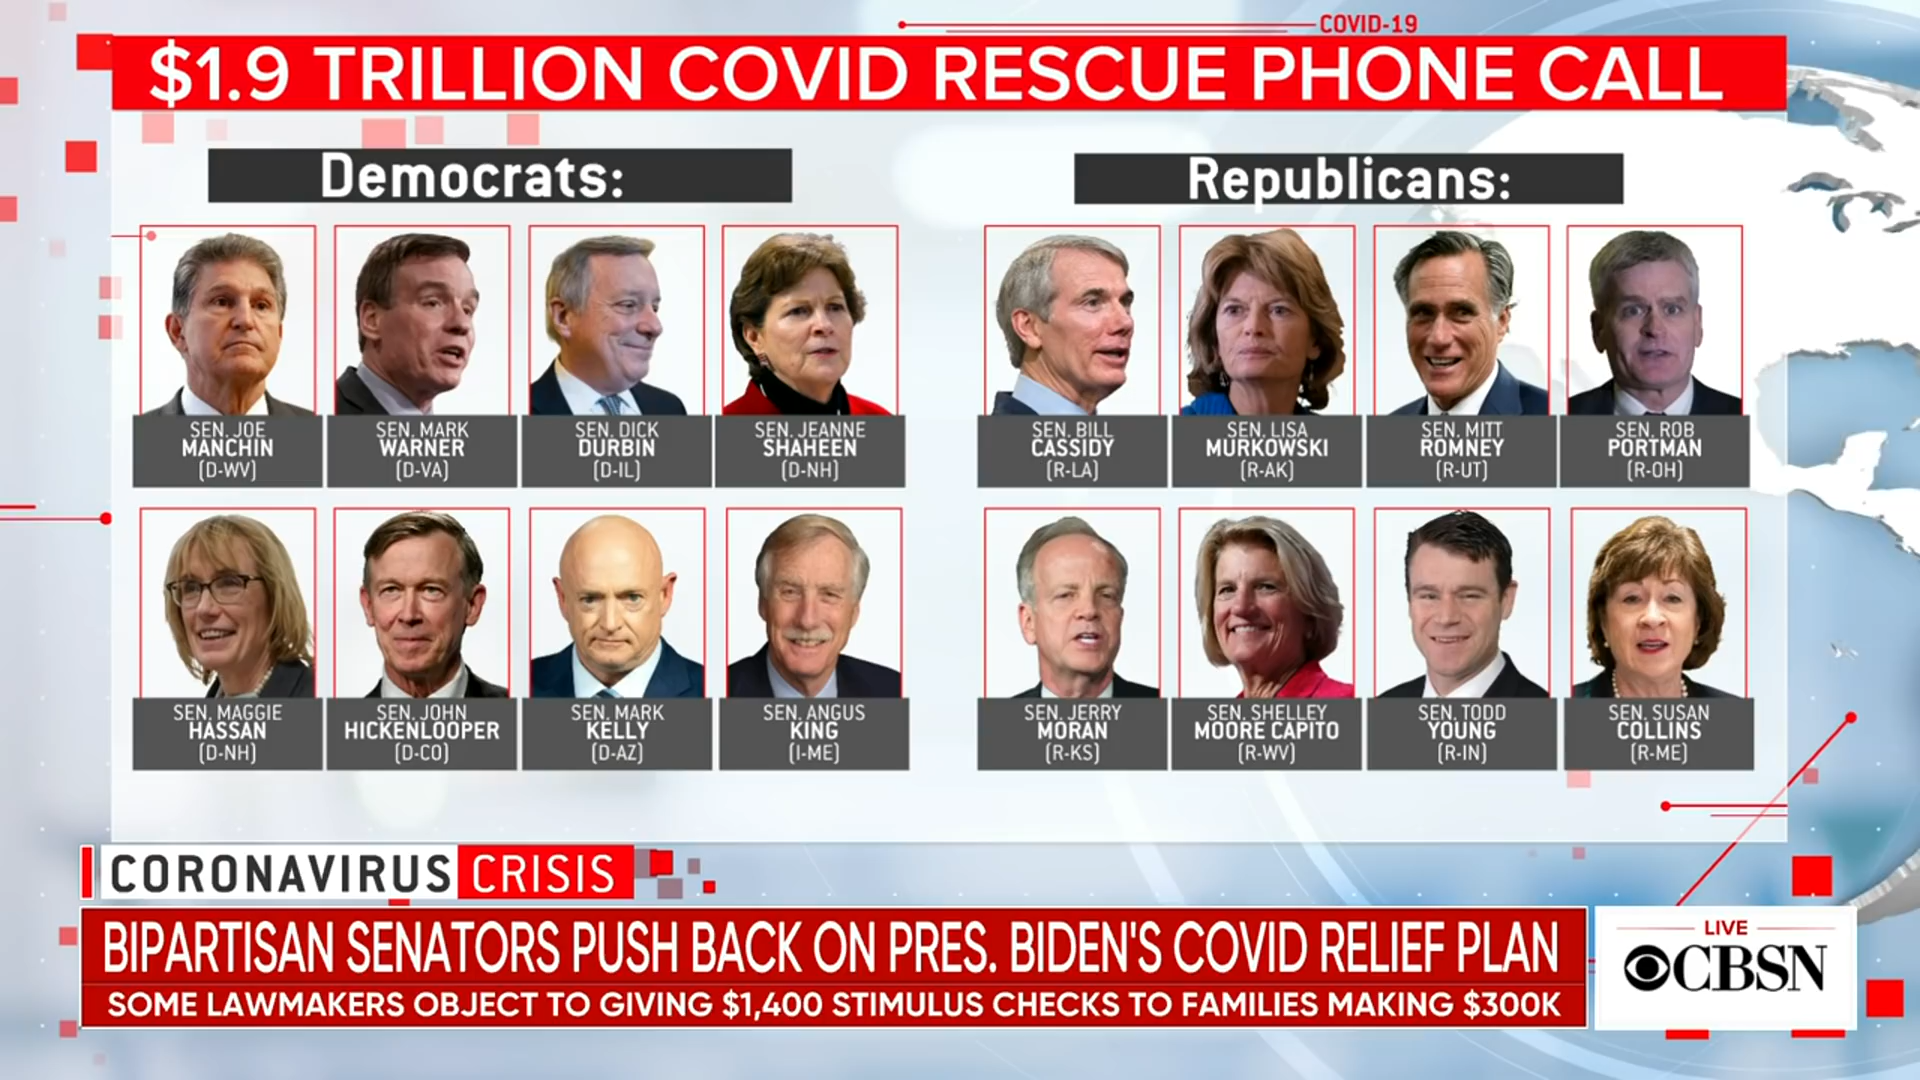 COVID-19
$1.9 TRILLION COVID RESCUE PHONE CALL
Democrats:
SEN. JOE
MANCHIN
(D-WV)
SEN. MARK
WARNER
(D-VA)
SEN. DICK
DURBIN
(D-IL)
SEN. JEANNE
SHAHEEN
(D-NH)
SEN. MAGGIE
HASSAN
(D-NH)
SEN. JOHN
HICKENLOOPER
(D-CO)
SEN. MARK
KELLY
(D-AZ)
SEN. ANGUS
KING
(I-ME)
Republicans:
SEN. BILL
CASSIDY
(R-LA)
SEN. LISA
MURKOWSKI
(R-AK)
SEN. MITT
ROMNEY
(R-UT)
SEN. ROB
PORTMAN
(R-OH)
SEN. JERRY
MORAN
(R-KS)
SEN. SHELLEY
MOORE CAPITO
(R-WV)
SEN. TODD
YOUNG
(R-IN)
SEN. SUSAN
COLLINS
(R-ME)
CORONAVIRUS CRISIS
BIPARTISAN SENATORS PUSH BACK ON PRES. BIDEN'S COVID RELIEF PLAN
SOME LAWMAKERS OBJECT TO GIVING $1,400 STIMULUS CHECKS TO FAMILIES MAKING $300K
LIVE
CBSN